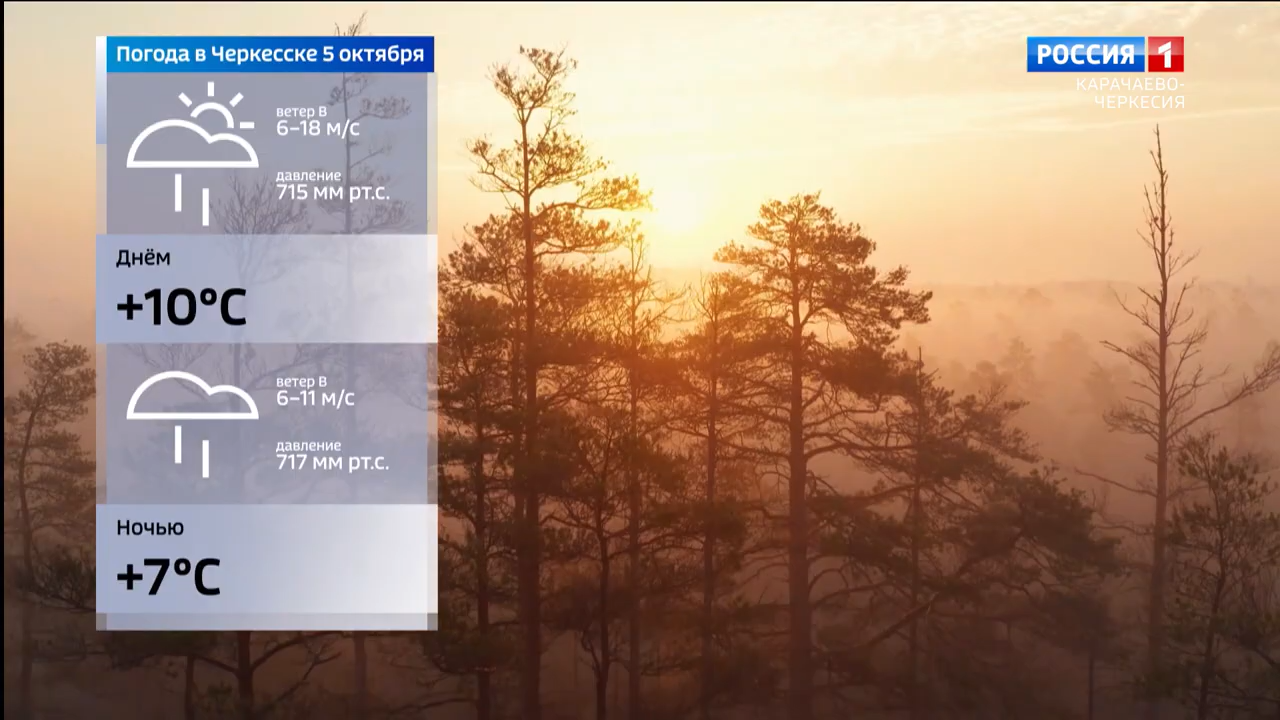 Погода в Черкесске 5 октября
РОССИЯ 1
КАРАЧАЕВО-
ЧЕРКЕСИЯ
ветер В
6–18 м/с
давление
715 мм рт.с.
Днём
+10°C
ветер В
6–11 м/с
давление
717 мм рт.с.
Ночью
+7°C